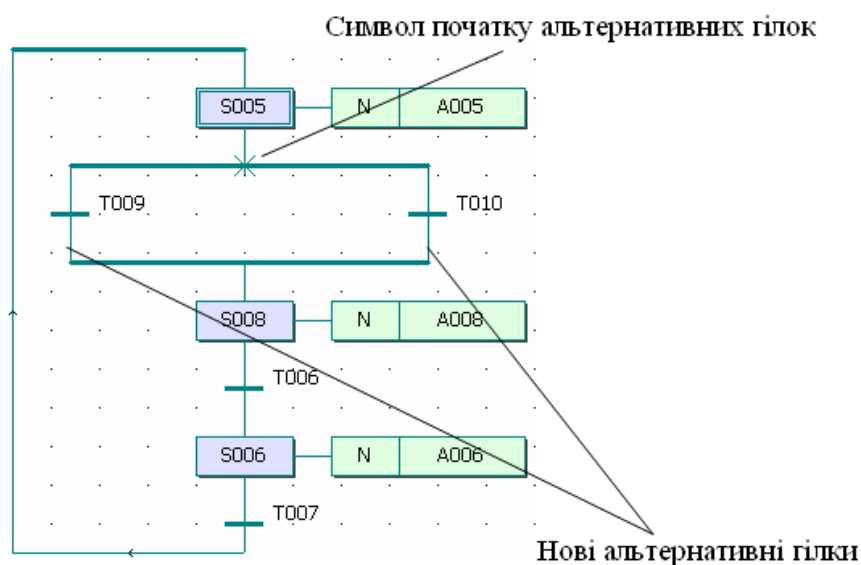 Символ початку альтернативних гілок
S005 N A005
T009 T010
S008 N A008
T006
S006 N A006
T007
Нові альтернативні гілки